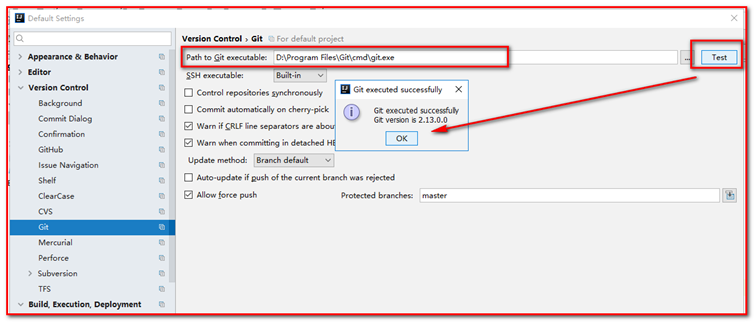 Default Settings
Version Control › Git
For default project
Appearance & Behavior
Editor
Version Control
Background
Commit Dialog
Confirmation
GitHub
Issue Navigation
Shelf
ClearCase
CVS
Git
Mercurial
Perforce
Subversion
TFS
Build, Execution, Deployment
Path to Git executable: D:\Program Files\Git\cmd\git.exe ... Test
SSH executable: Built-in
Control repositories synchronously
Commit automatically on cherry-pick
Warn if CRLF line separators are about
Warn when committing in detached HE
Update method: Branch default
Auto-update if push of the current branch was rejected
Allow force push Protected branches: master
Git executed successfully
Git executed successfully
Git version is 2.13.0.0
OK